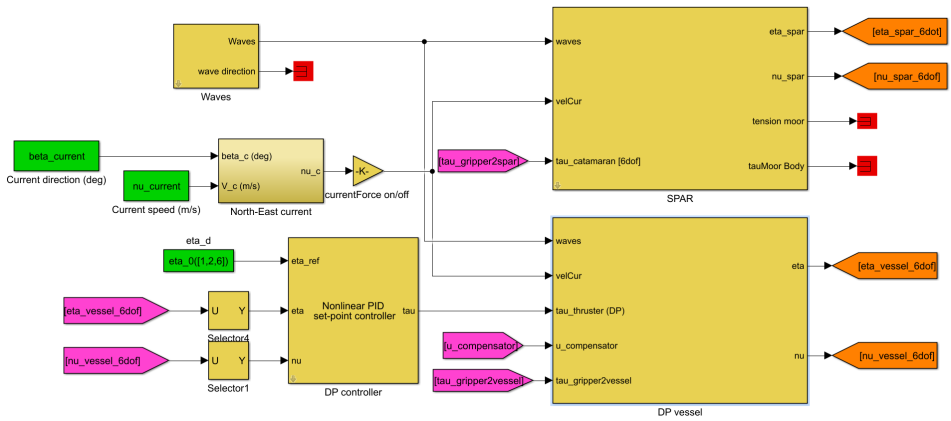 Waves
wave direction
Waves
waves
velCur
[tau_gripper2spar]
tau_catamaran [6dof]
eta_spar
nu_spar
tension moor
tauMoor Body
SPAR
[eta_spar_6dot]
[nu_spar_6dof]
beta_current
Current direction (deg)
nu_current
Current speed (m/s)
beta_c (deg)
V_c (m/s)
nu_c
North-East current
-K-
currentForce on/off
eta_d
eta_0([1,2,6])
[eta_vessel_6dof]
[nu_vessel_6dof]
U Y
Selector4
U Y
Selector1
eta_ref
eta
nu
Nonlinear PID
set-point controller
tau
DP controller
[u_compensator]
[tau_gripper2vessel]
waves
velCur
tau_thruster (DP)
u_compensator
tau_gripper2vessel
eta
nu
DP vessel
[eta_vessel_6dof]
[nu_vessel_6dof]